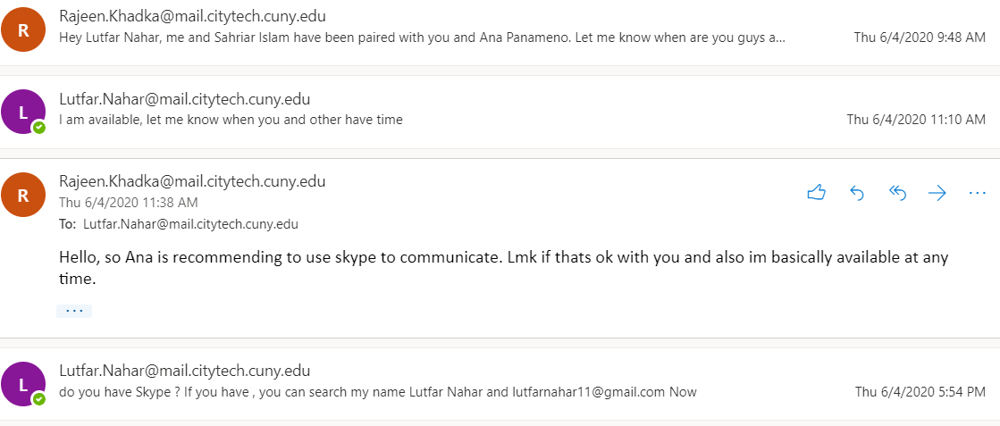 R
Rajeen.Khadka@mail.citytech.cuny.edu
Hey Lutfar Nahar, me and Sahriar Islam have been paired with you and Ana Panameno. Let me know when are you guys a...
Thu 6/4/2020 9:48 AM
L
Lutfar.Nahar@mail.citytech.cuny.edu
I am available, let me know when you and other have time
Thu 6/4/2020 11:10 AM
R
Rajeen.Khadka@mail.citytech.cuny.edu
Thu 6/4/2020 11:38 AM
To: Lutfar.Nahar@mail.citytech.cuny.edu
Hello, so Ana is recommending to use skype to communicate. Lmk if thats ok with you and also im basically available at any
time.
...
L
Lutfar.Nahar@mail.citytech.cuny.edu
do you have Skype ? If you have , you can search my name Lutfar Nahar and lutfarnahar11@gmail.com Now
Thu 6/4/2020 5:54 PM